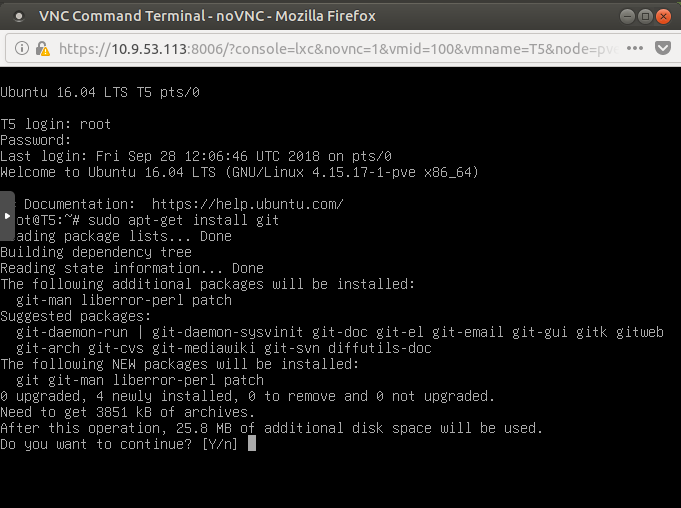 VNC Command Terminal - noVNC - Mozilla Firefox
https://10.9.53.113:8006/?console=lxc&novnc=1&vmid=100&vmname=T5&node=pve
Ubuntu 16.04 LTS T5 pts/0
T5 login: root
Password:
Last login: Fri Sep 28 12:06:46 UTC 2018 on pts/0
Welcome to Ubuntu 16.04 LTS (GNU/Linux 4.15.17-1-pve x86_64)
Documentation:  https://help.ubuntu.com/
ot@T5:~# sudo apt-get install git
ading package lists... Done
Building dependency tree
Reading state information... Done
The following additional packages will be installed:
git-man liberror-perl patch
Suggested packages:
git-daemon-run | git-daemon-sysvinit git-doc git-el git-email git-gui gitk gitweb
git-arch git-cvs git-mediawiki git-svn diffutils-doc
The following NEW packages will be installed:
git git-man liberror-perl patch
0 upgraded, 4 newly installed, 0 to remove and 0 not upgraded.
Need to get 3851 kB of archives.
After this operation, 25.8 MB of additional disk space will be used.
Do you want to continue? [Y/n]